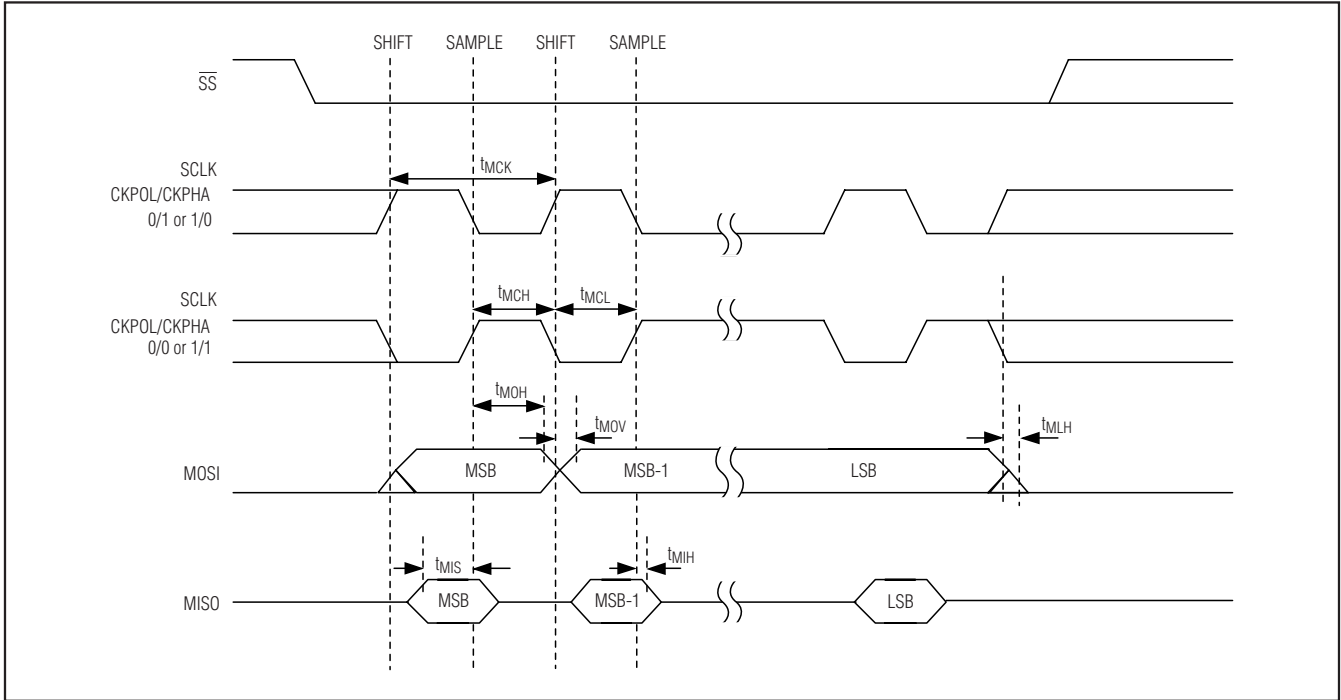 SHIFT SAMPLE SHIFT SAMPLE
SS
SCLK
CKPOL/CKPHA
0/1 or 1/0
tMCK
SCLK
CKPOL/CKPHA
0/0 or 1/1
tMCH tMCL
tMOH
tMOV
tMLH
MOSI MSB MSB-1 LSB
tMIS
tMIH
MISO MSB MSB-1 LSB